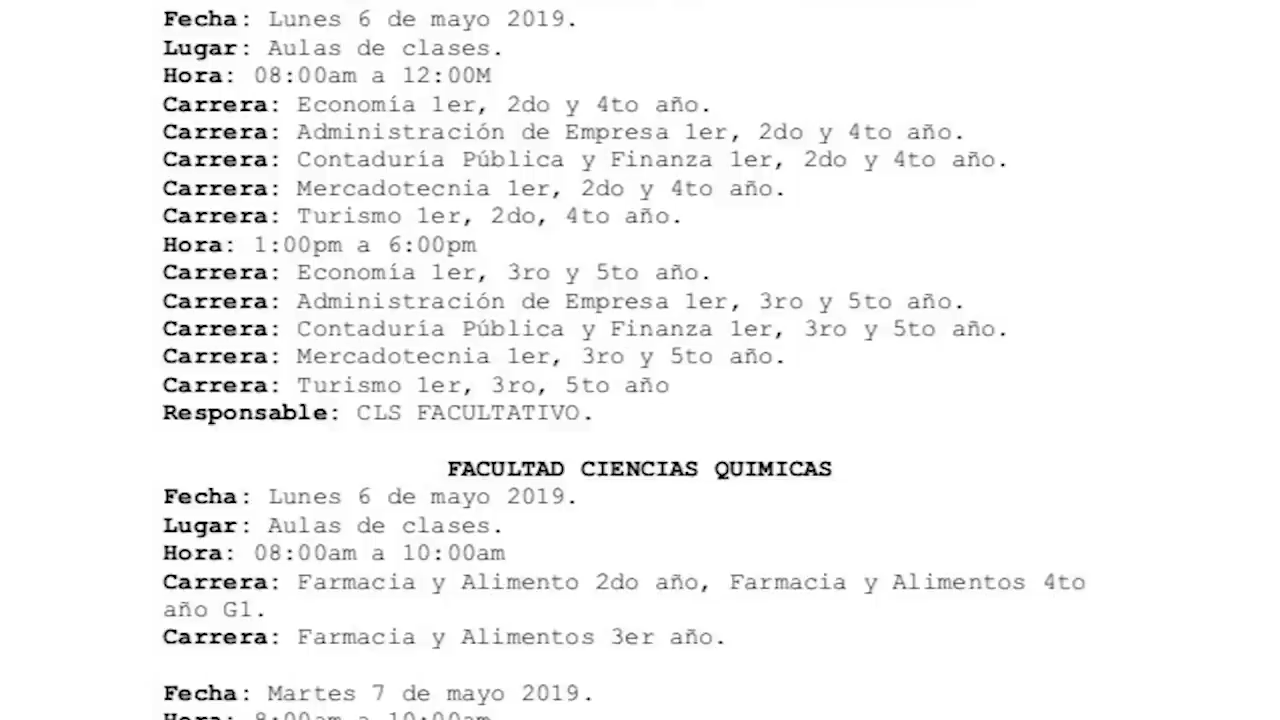 Fecha: Lunes 6 de mayo 2019.
Lugar: Aulas de clases.
Hora: 08:00am a 12:00M
Carrera: Economía 1er, 2do y 4to año.
Carrera: Administración de Empresa 1er, 2do y 4to año.
Carrera: Contaduría Pública y Finanza 1er, 2do y 4to año.
Carrera: Mercadotecnia 1er, 2do y 4to año.
Carrera: Turismo 1er, 2do, 4to año.
Hora: 1:00pm a 6:00pm
Carrera: Economía 1er, 3ro y 5to año.
Carrera: Administración de Empresa 1er, 3ro y 5to año.
Carrera: Contaduría Pública y Finanza 1er, 3ro y 5to año.
Carrera: Mercadotecnia 1er, 3ro y 5to año.
Carrera: Turismo 1er, 3ro, 5to año
Responsable: CLS FACULTATIVO.
FACULTAD CIENCIAS QUIMICAS
Fecha: Lunes 6 de mayo 2019.
Lugar: Aulas de clases.
Hora: 08:00am a 10:00am
Carrera: Farmacia y Alimento 2do año, Farmacia y Alimentos 4to
año G1.
Carrera: Farmacia y Alimentos 3er año.
Fecha: Martes 7 de mayo 2019.
Hora: 8:00am a 10:00am